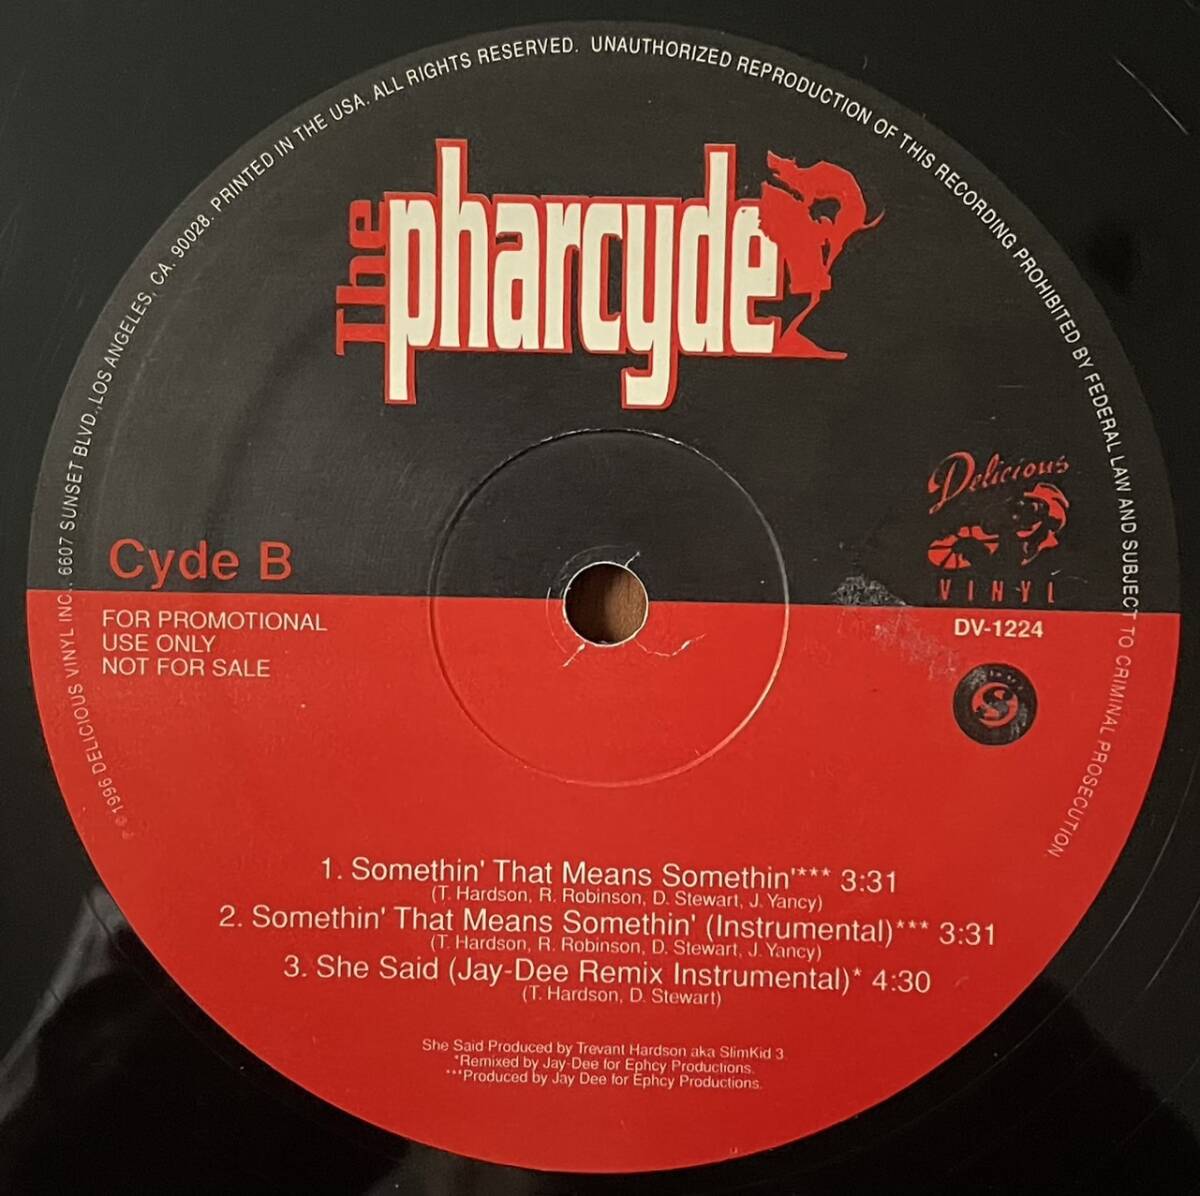 ℗©1996 DELICIOUS VINYL INC.. 6607 SUNSET BLVD.,LOS ANGELES, CA. 90028. PRINTED IN THE USA. ALL RIGHTS RESERVED. UNAUTHORIZED REPRODUCTION OF THIS RECORDING PROHIBITED BY FEDERAL LAW AND SUBJECT TO CRIMINAL PROSECUTION.
The pharcyde
Delicious
VINYL
DV-1224
Cyde B
FOR PROMOTIONAL
USE ONLY
NOT FOR SALE
1. Somethin' That Means Somethin'*** 3:31
(T. Hardson, R. Robinson, D. Stewart, J. Yancy)
2. Somethin' That Means Somethin' (Instrumental)*** 3:31
(T. Hardson, R. Robinson, D. Stewart, J. Yancy)
3. She Said (Jay-Dee Remix Instrumental)* 4:30
(T. Hardson, D. Stewart)
She Said Produced by Trevant Hardson aka SlimKid 3.
*Remixed by Jay-Dee for Ephcy Productions.
***Produced by Jay Dee for Ephcy Productions.